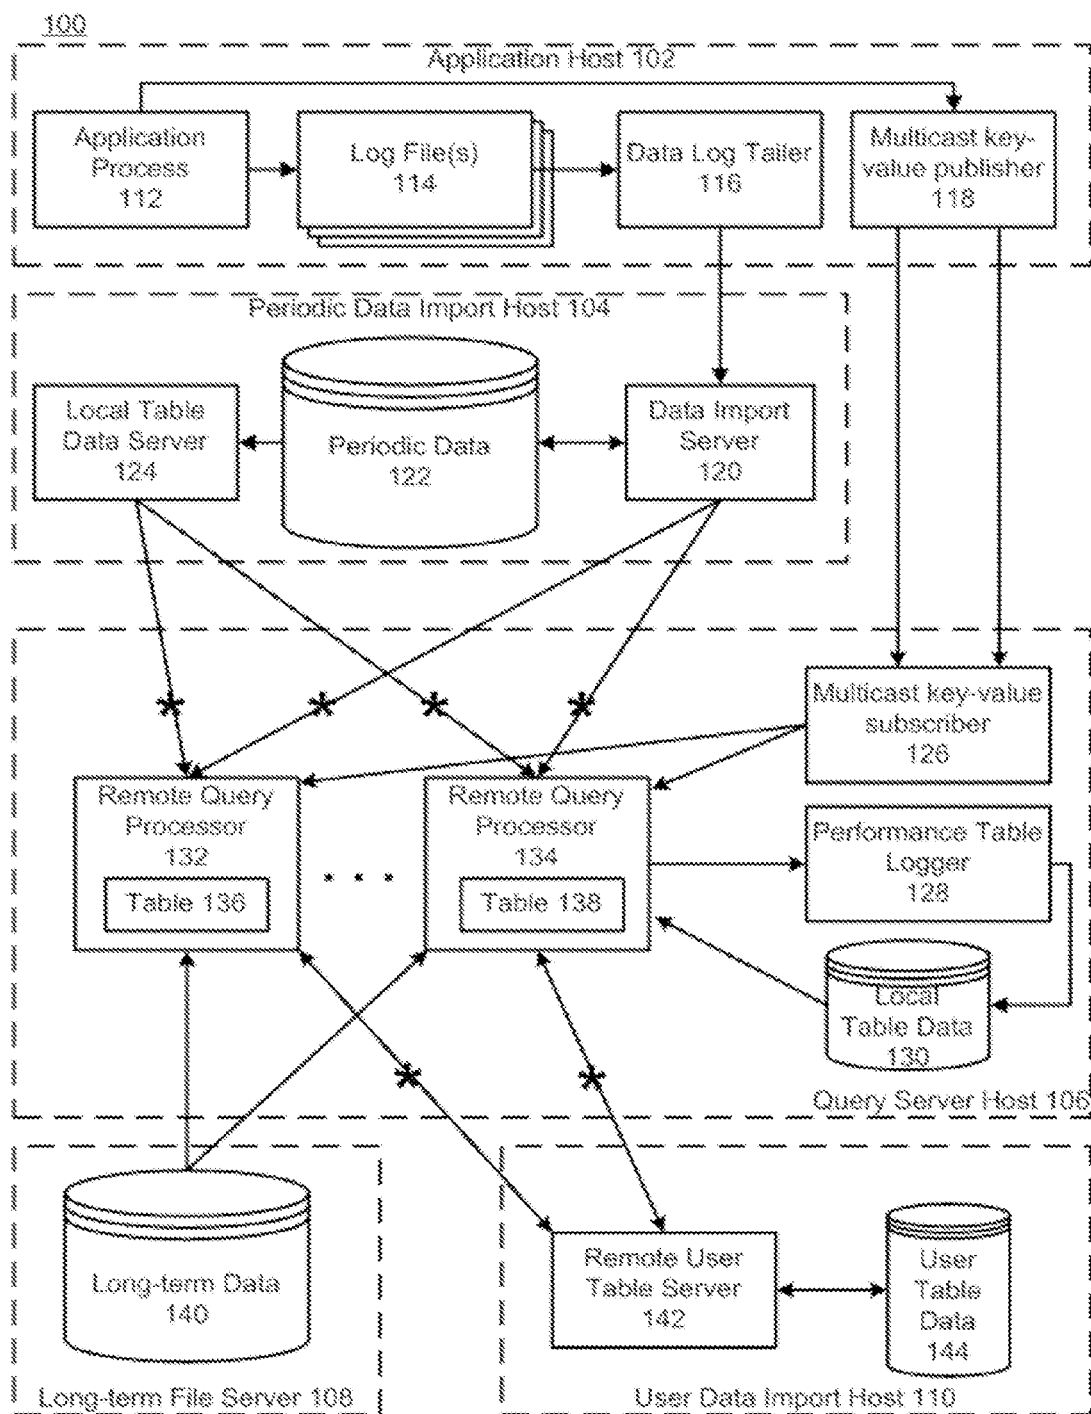 100
Application Host 102
Application
Process
112
Log File(s)
114
Data Log Tailer
116
Multicast key-
value publisher
118
Periodic Data Import Host 104
Local Table
Data Server
124
Periodic Data
122
Data Import
Server
120
Multicast key-value
subscriber
126
Remote Query
Processor
132
Table 136
. . .
Remote Query
Processor
134
Table 138
Performance Table
Logger
128
Local
Table Data
130
Query Server Host 106
Long-term Data
140
Long-term File Server 108
Remote User
Table Server
142
User
Table
Data
144
User Data Import Host 110